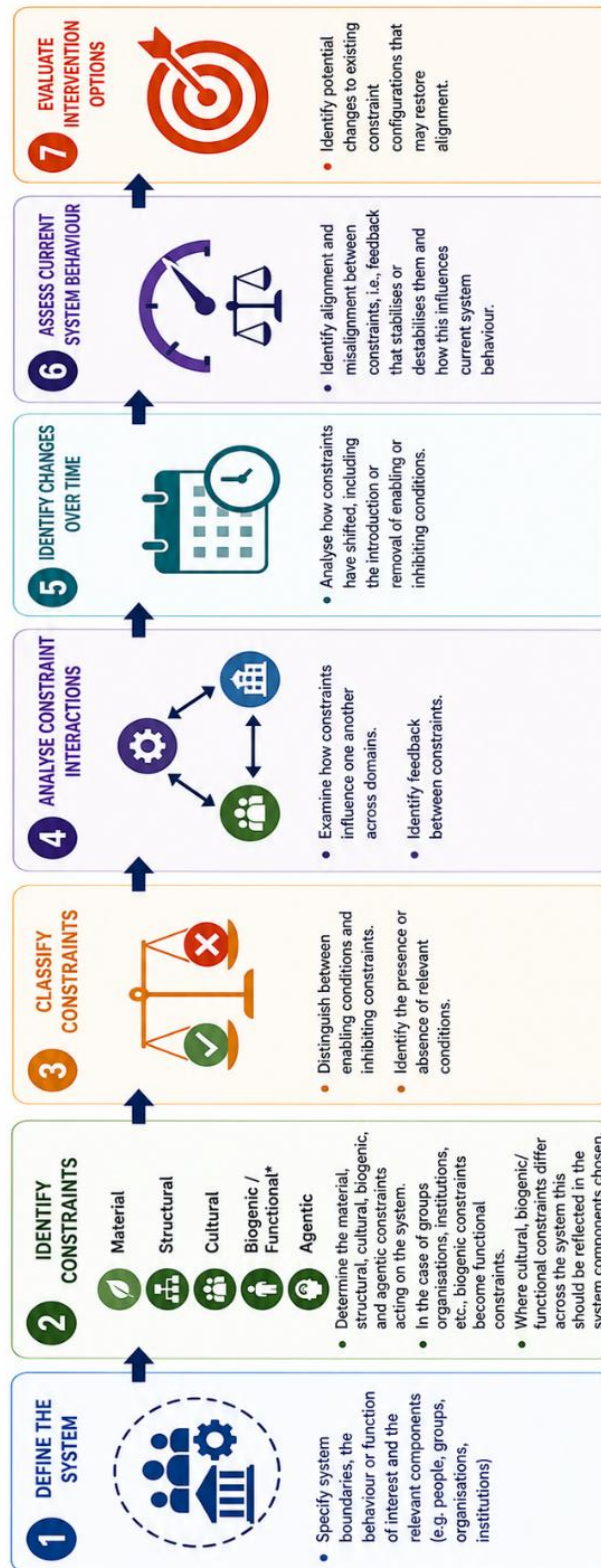 1
DEFINE THE
SYSTEM
• Specify system
boundaries, the
behaviour or function
of interest and the
relevant components
(e.g. people, groups,
organisations,
institutions)
2
IDENTIFY
CONSTRAINTS
Material
Structural
Cultural
Biogenic /
Functional*
Agentic
• Determine the material,
structural, cultural, biogenic,
and agentic constraints
acting on the system.
• In the case of groups
organisations, institutions,
etc., biogenic constraints
become functional
constraints.
• Where cultural, biogenic/
functional constraints differ
across the system this
should be reflected in the
system components chosen
3
CLASSIFY
CONSTRAINTS
• Distinguish between
enabling conditions and
inhibiting constraints.
• Identify the presence or
absence of relevant
conditions.
4
ANALYSE CONSTRAINT
INTERACTIONS
• Examine how constraints
influence one another
across domains.
• Identify feedback
between constraints.
5
IDENTIFY CHANGES
OVER TIME
• Analyse how constraints
have shifted, including
the introduction or
removal of enabling or
inhibiting conditions.
6
ASSESS CURRENT
SYSTEM BEHAVIOUR
• Identify alignment and
misalignment between
constraints, i.e., feedback
that stabilises or
destabilises them and
how this influences
current system
behaviour.
7
EVALUATE
INTERVENTION
OPTIONS
• Identify potential
changes to existing
constraint
configurations that
may restore
alignment.